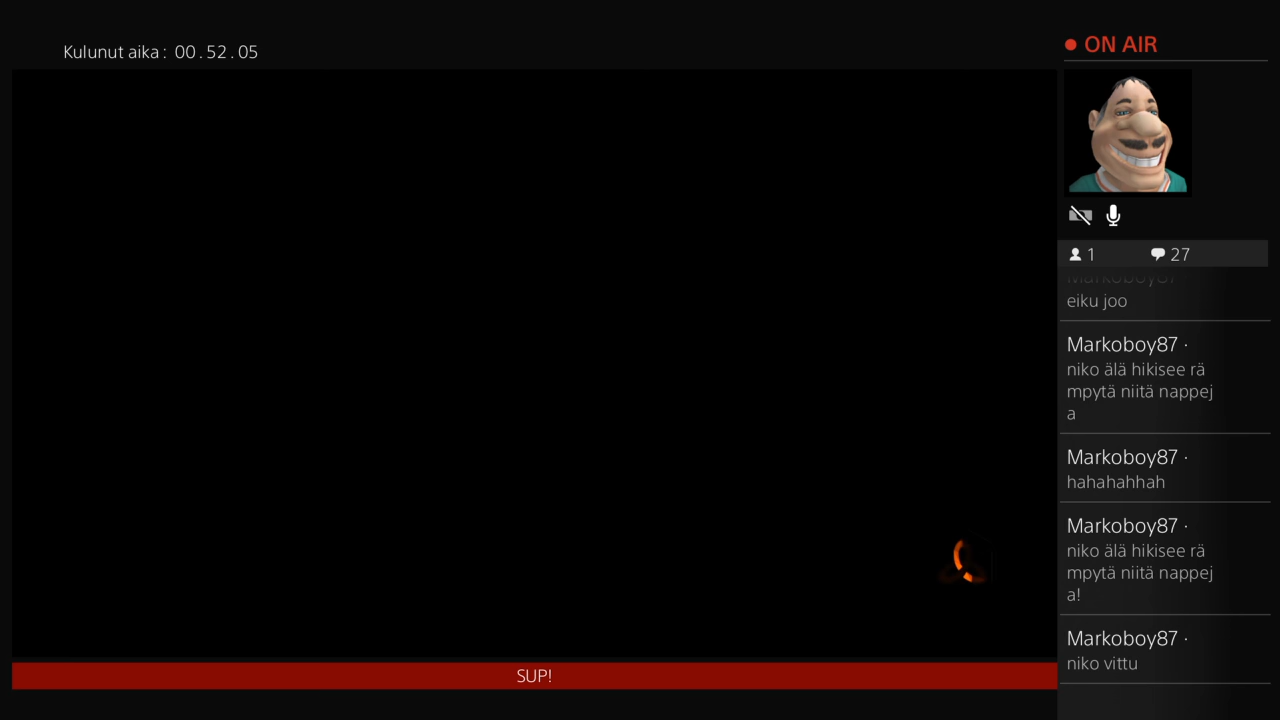 Kulunut aika : 00 . 52 . 05
ON AIR
1 27
Markoboy87
eiku joo
Markoboy87 ·
niko älä hikisee rä
mpytä niitä nappej
a
Markoboy87 ·
hahahahhah
Markoboy87 ·
niko älä hikisee rä
mpytä niitä nappej
a!
Markoboy87 ·
niko vittu
SUP!